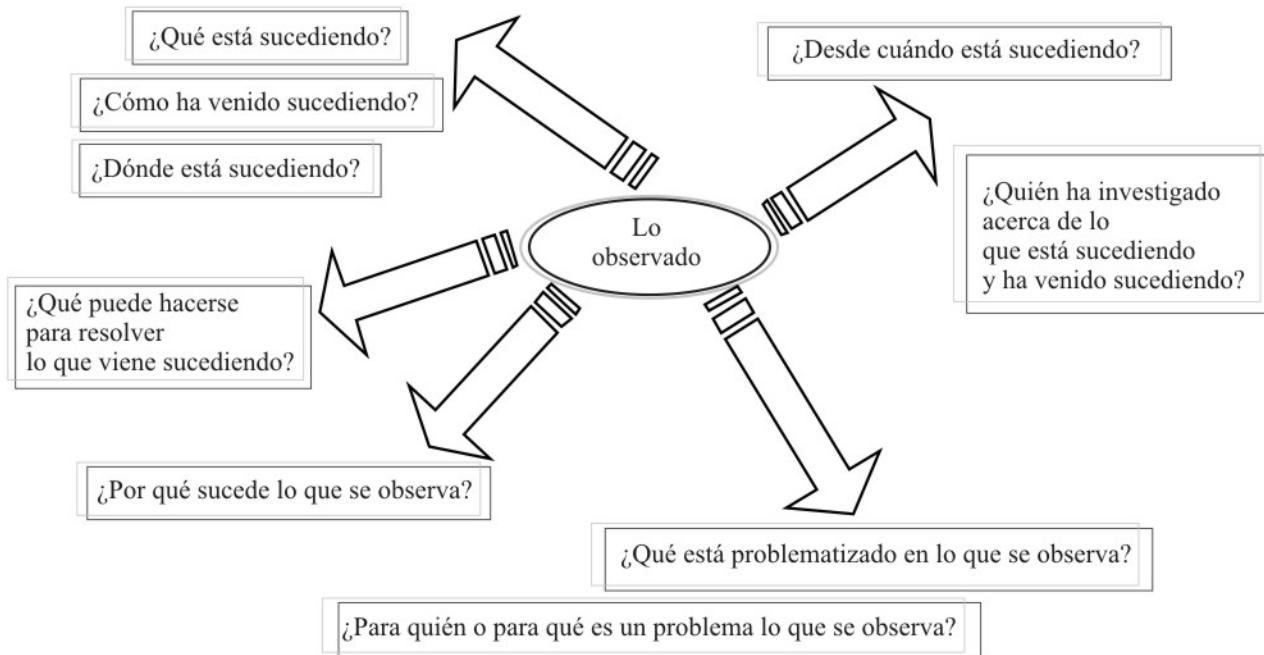 ¿Qué está sucediendo?
¿Cómo ha venido sucediendo?
¿Dónde está sucediendo?
¿Desde cuándo está sucediendo?
¿Quién ha investigado
acerca de lo
que está sucediendo
y ha venido sucediendo?
Lo
observado
¿Qué puede hacerse
para resolver
lo que viene sucediendo?
¿Por qué sucede lo que se observa?
¿Qué está problematizado en lo que se observa?
¿Para quién o para qué es un problema lo que se observa?